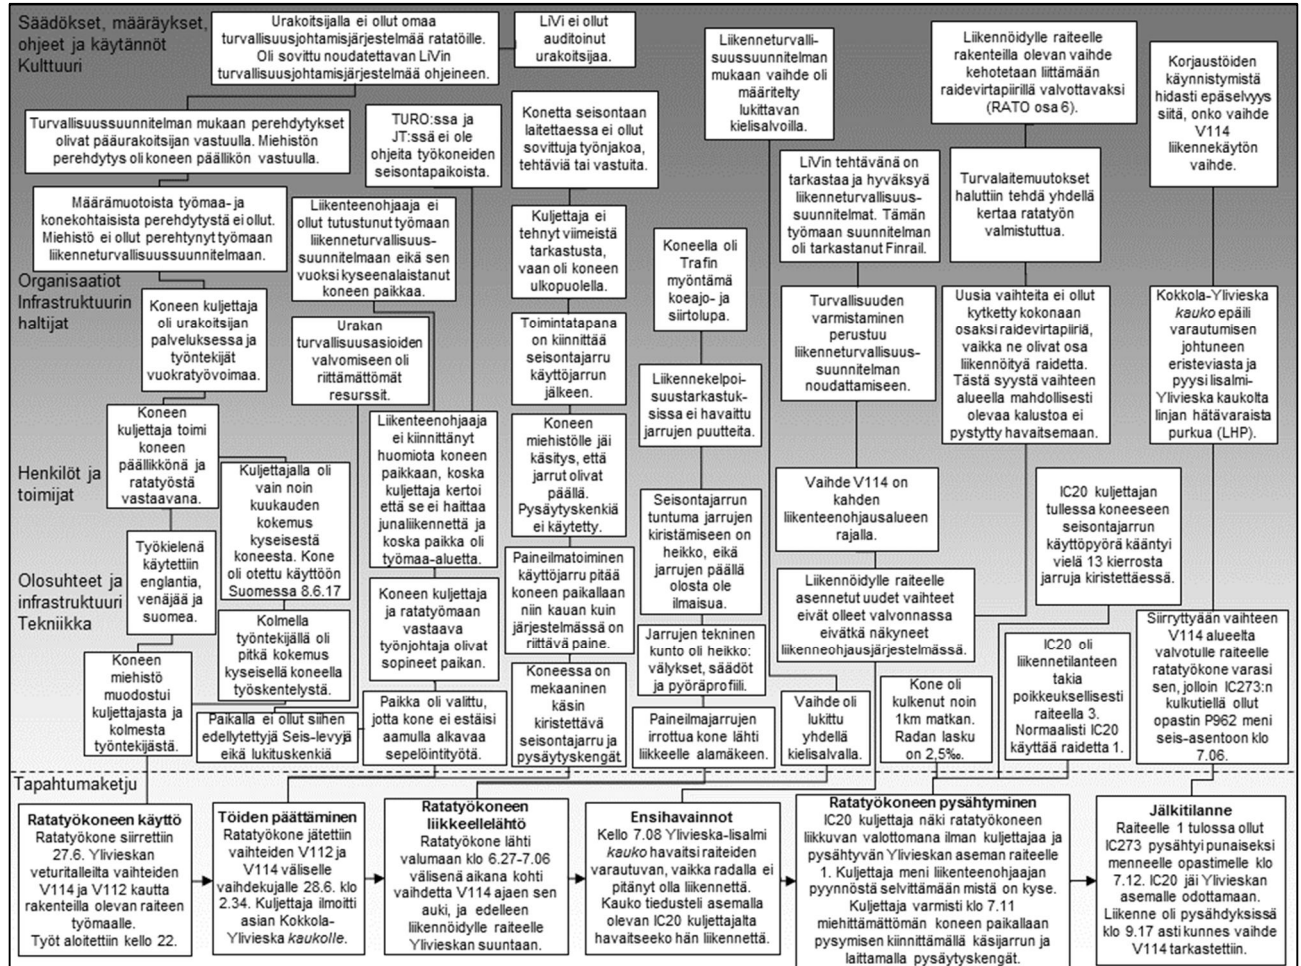 Säädökset, määräykset,
ohjeet ja käytännöt
Kulttuuri
Urakoitsijalla ei ollut omaa
turvallisuusjohtamisjärjestelmää ratatöille.
Oli sovittu noudatettavan LiVin
turvallisuusjohtamisjärjestelmää ohjeineen.
LiVi ei ollut
auditoinut
urakoitsijaa.
Liikenneturvalli-
suussuunnitelman
mukaan vaihde oli
määritelty
lukittavan
kielisalvoilla.
Liikennöidylle raiteelle
rakenteilla olevan vaihde
kehotetaan liittämään
raidevirtapiirillä valvottavaksi
(RATO osa 6).
Korjaustöiden
käynnistymistä
hidasti epäselvyys
siitä, onko vaihde
V114
liikennekäytön
vaihde.
Turvallisuussuunnitelman mukaan perehdytykset
olivat pääurakoitsijan vastuulla. Miehistön
perehdytys oli koneen päällikön vastuulla.
TURO:ssa ja
JT:ssä ei ole
ohjeita työkoneiden
seisontapaikoista.
Konetta seisontaan
laitettaessa ei ollut
sovittuja työnjakoa,
tehtäviä tai vastuita.
LiVin tehtävänä on
tarkastaa ja hyväksyä
liikenneturvallisuus-
suunnitelmat. Tämän
työmaan suunnitelman
oli tarkastanut Finrail.
Turvalaitemuutokset
haluttiin tehdä yhdellä
kertaa ratatyön
valmistuttua.
Määrämuotoista työmaa-ja
konekohtaisista perehdytystä ei ollut.
Miehistö ei ollut perehtynyt työmaan
liikenneturvallisuussuunnitelmaan.
Liikenteenohjaaja ei
ollut tutustunut työmaan
liikenneturvallisuus-
suunnitelmaan eikä sen
vuoksi kyseenalaistanut
koneen paikkaa.
Kuljettaja ei
tehnyt viimeistä
tarkastusta,
vaan oli koneen
ulkopuolella.
Koneella oli
Trafin
myöntämä
koeajo- ja
siirtolupa.
Organisaatiot
Infrastruktuurin
haltijat
Koneen kuljettaja
oli urakoitsijan
palveluksessa ja
työntekijät
vuokratyövoimaa.
Urakan
turvallisuusasioiden
valvomiseen oli
riittämättömät
resurssit.
Toimintatapana
on kiinnittää
seisontajarru
käyttöjarrun
jälkeen.
Turvallisuuden
varmistaminen
perustuu
liikenneturvallisuus-
suunnitelman
noudattamiseen.
Uusia vaihteita ei ollut
kytketty kokonaan
osaksi raidevirtapiiriä,
vaikka ne olivat osa
liikennöityä raidetta.
Tästä syystä vaihteen
alueella mahdollisesti
olevaa kalustoa ei
pystytty havaitsemaan.
Kokkola-Ylivieska
kauko epäili
varautumisen
johtuneen
eristeviasta ja
pyysi Iisalmi-
Ylivieska kaukolta
linjan hätävaraista
purkua (LHP).
Liikennekelpoi-
suustarkastuk-
sissa ei havaittu
jarrujen puutteita.
Henkilöt ja
toimijat
Koneen
kuljettaja toimi
koneen
päällikkönä ja
ratatyöstä
vastaavana.
Kuljettajalla oli
vain noin
kuukauden
kokemus
kyseisestä
koneesta. Kone
oli otettu käyttöön
Suomessa 8.6.17
Liikenteenohjaaja
ei kiinnittänyt
huomiota koneen
paikkaan, koska
kuljettaja kertoi
että se ei haittaa
junaliikennettä ja
koska paikka oli
työmaa-aluetta.
Koneen
miehistölle jäi
käsitys, että
jarrut olivat
päällä.
Pysäytyskenkiä
ei käytetty.
Seisontajarrun
tuntuma jarrujen
kiristämiseen on
heikko, eikä
jarrujen päällä
olosta ole
ilmaisua.
Vaihde V114 on
kahden
liikenteenohjausalueen
rajalla.
IC20 kuljettajan
tullessa koneeseen
seisontajarrun
käyttöpyörä kääntyi
vielä 13 kierrosta
jarruja kiristettäessä.
Olosuhteet ja
infrastruktuuri
Tekniikka
Työkielenä
käytettiin
englantia,
venäjää ja
suomea.
Kolmella
työntekijällä oli
pitkä kokemus
kyseisellä koneella
työskentelystä.
Koneen kuljettaja
ja ratatyömaan
vastaava
työnjohtaja olivat
sopineet paikan.
Paineilmatoiminen
käyttöjarru pitää
koneen paikallaan
niin kauan kuin
järjestelmässä on
riittävä paine.
Jarrujen tekninen
kunto oli heikko:
välykset, säädöt
ja pyöräprofiili.
Liikennöidylle raiteelle
asennetut uudet vaihteet
eivät olleet valvonnassa
eivätkä näkyneet
liikenneohjausjärjestelmässä.
IC20 oli
liikennetilanteen
takia
poikkeuksellisesti
raiteella 3.
Normaalisti IC20
käyttää raidetta 1.
Siirryttyään vaihteen
V114 alueelta
valvotulle raiteelle
ratatyökone varasi
sen, jolloin IC273:n
kulkutiellä ollut
opastin P962 meni
seis-asentoon klo
7.06.
Koneen
miehistö
muodostui
kuljettajasta ja
kolmesta
työntekijästä.
Paikalla ei ollut siihen
edellytettyjä Seis-levyjä
eikä lukituskenkiä
Paikka oli valittu,
jotta kone ei estäisi
aamulla alkavaa
sepelöintityötä.
Koneessa on
mekaaninen
käsin
kiristettävä
seisontajarru ja
pysäytyskengät.
Paineilmajarrujen
irrottua kone lähti
liikkeelle alamäkeen.
Vaihde oli
lukittu
yhdellä
kielisalvalla.
Kone oli
kulkenut noin
1km matkan.
Radan lasku
on 2,5‰.
Tapahtumaketju
Ratatyökoneen käyttö
Ratatyökone siirrettiin
27.6. Ylivieskan
veturitalleilta vaihteiden
V114 ja V112 kautta
rakenteilla olevan raiteen
työmaalle.
Työt aloitettiin kello 22.
Töiden päättäminen
Ratatyökone jätettiin
vaihteiden V112 ja
V114 väliselle
vaihdekujalle 28.6. klo
2.34. Kuljettaja ilmoitti
asian Kokkola-
Ylivieska kaukolle.
Ratatyökoneen
liikkeellelähtö
Ratatyökone lähti
valumaan klo 6.27-7.06
välisenä aikana kohti
vaihdetta V114 ajaen sen
auki, ja edelleen
liikennöidylle raiteelle
Ylivieskan suuntaan.
Ensihavainnot
Kello 7.08 Ylivieska-Iisalmi
kauko havaitsi raiteiden
varautuvan, vaikka radalla ei
pitänyt olla liikennettä.
Kauko tiedusteli asemalla
olevan IC20 kuljettajalta
havaitseeko hän liikennettä.
Ratatyökoneen pysähtyminen
IC20 kuljettaja näki ratatyökoneen
liikkuvan valottomana ilman kuljettajaa ja
pysähtyvän Ylivieskan aseman raiteelle
1. Kuljettaja meni liikenteenohjaajan
pyynnöstä selvittämään mistä on kyse.
Kuljettaja varmisti klo 7.11
miehittämättömän koneen paikallaan
pysymisen kiinnittämällä käsijarrun ja
laittamalla pysäytyskengät.
Jälkitilanne
Raiteelle 1 tulossa ollut
IC273 pysähtyi punaiseksi
menneelle opastimelle klo
7.12. IC20 jäi Ylivieskan
asemalle odottamaan.
Liikenne oli pysähdyksissä
klo 9.17 asti kunnes vaihde
V114 tarkastettiin.